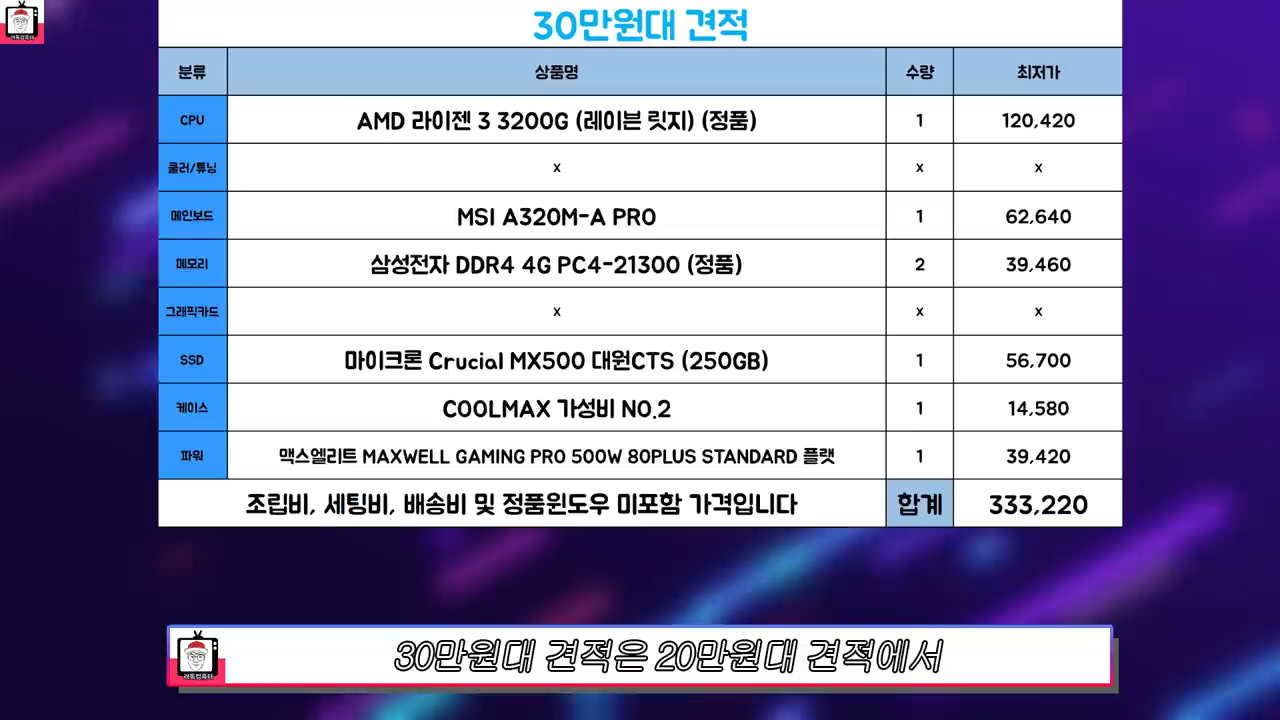 30만원대 견적
분류 상품명 수량 최저가
CPU AMD 라이젠 3 3200G (레이븐 릿지) (정품) 1 120,420
쿨러/튜닝 x x x
메인보드 MSI A320M-A PRO 1 62,640
메모리 삼성전자 DDR4 4G PC4-21300 (정품) 2 39,460
그래픽카드 x x x
SSD 마이크론 Crucial MX500 대원CTS (250GB) 1 56,700
케이스 COOLMAX 가성비 NO.2 1 14,580
파워 맥스엘리트 MAXWELL GAMING PRO 500W 80PLUS STANDARD 플랫 1 39,420
조립비, 세팅비, 배송비 및 정품윈도우 미포함 가격입니다 합계 333,220
30만원대 견적은 20만원대 견적에서